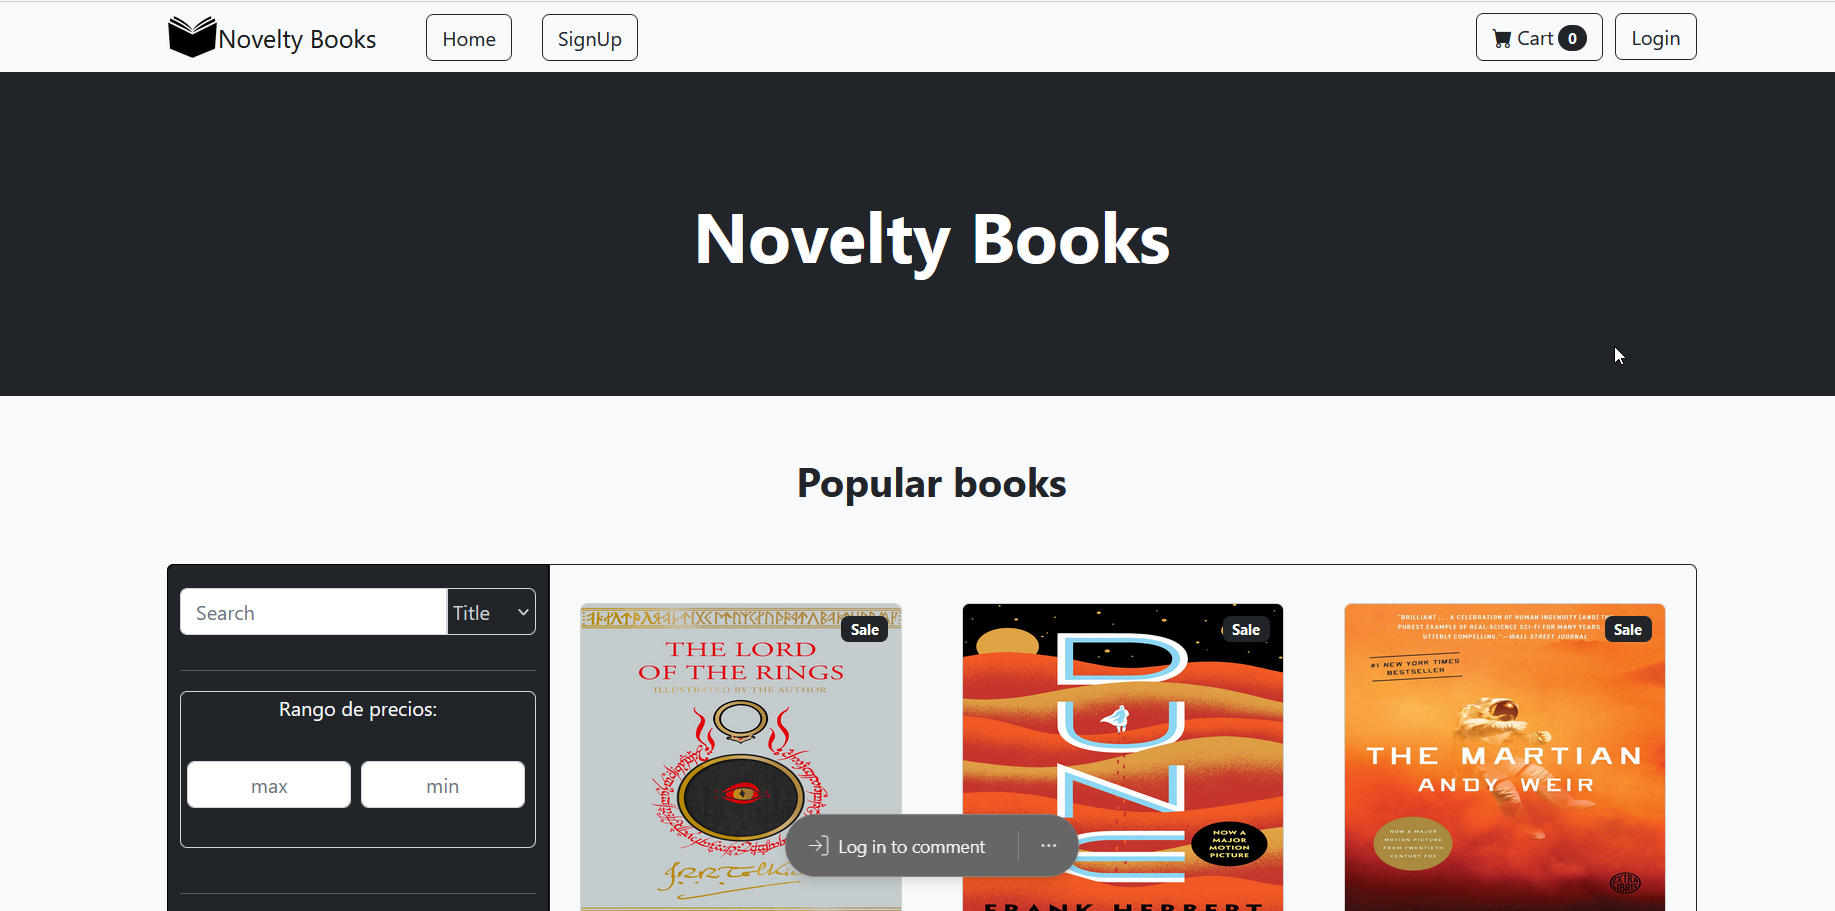 Novelty Books
Home
SignUp
Cart 0
Login
Novelty Books
Popular books
Search
Title
Rango de precios:
max
min
Sale
THE LORD
OF THE RINGS
ILLUSTRATED BY THE AUTHOR
Sale
DUNE
NOW A
MAJOR
MOTION
PICTURE
FRANK HERBERT
Sale
"BRILLIANT . . . A CELEBRATION OF HUMAN INGENUITY [AND]
PUREST EXAMPLE OF REAL-SCIENCE SCI-FI FOR MANY YEARS
UTTERLY COMPELLING."—WALL STREET JOURNAL
#1 NEW YORK TIMES
BESTSELLER
THE MARTIAN
ANDY WEIR
NOW A MAJOR
MOTION PICTURE
FROM TWENTIETH
CENTURY FOX
EXTRA
LIBRIS
Log in to comment